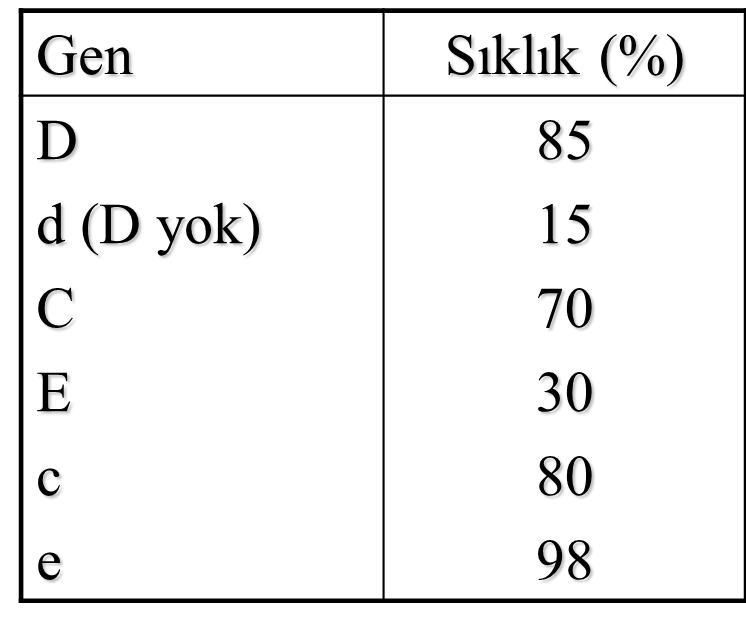 Gen Sıklık (%)
D 85
d (D yok) 15
C 70
E 30
c 80
e 98